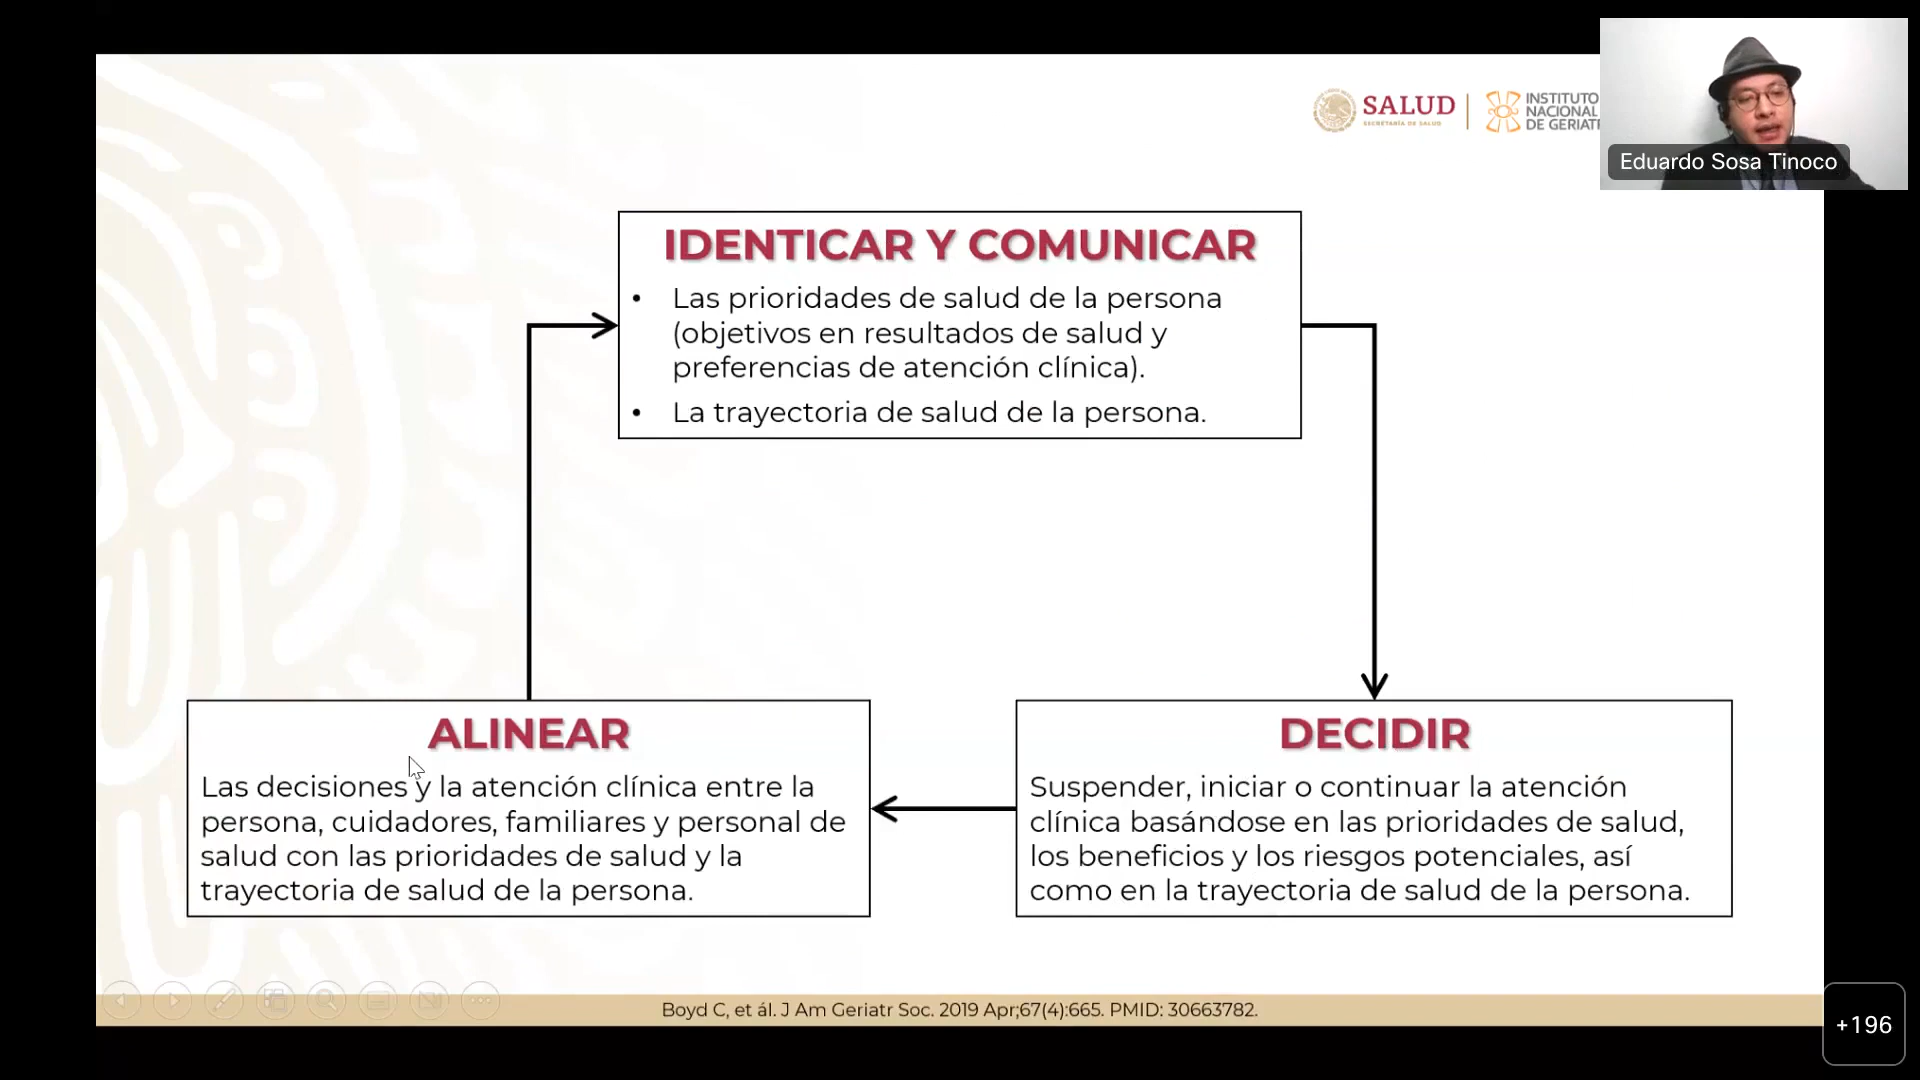 SALUD
SECRETARÍA DE SALUD
INSTITUTO
NACIONAL
DE GERIATR
Eduardo Sosa Tinoco
IDENTICAR Y COMUNICAR
• Las prioridades de salud de la persona
(objetivos en resultados de salud y
preferencias de atención clínica).
• La trayectoria de salud de la persona.
ALINEAR
Las decisiones y la atención clínica entre la
persona, cuidadores, familiares y personal de
salud con las prioridades de salud y la
trayectoria de salud de la persona.
DECIDIR
Suspender, iniciar o continuar la atención
clínica basándose en las prioridades de salud,
los beneficios y los riesgos potenciales, así
como en la trayectoria de salud de la persona.
Boyd C, et ál. J Am Geriatr Soc. 2019 Apr;67(4):665. PMID: 30663782.
+196